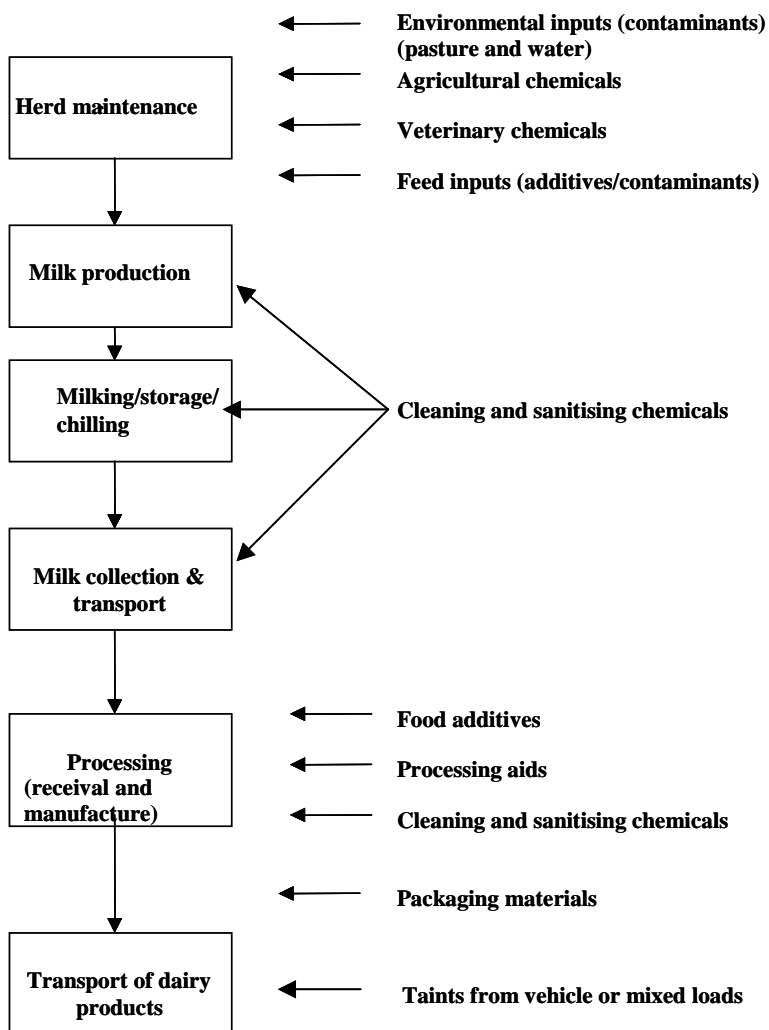 Environmental inputs (contaminants)
(pasture and water)
Herd maintenance
Agricultural chemicals
Veterinary chemicals
Feed inputs (additives/contaminants)
Milk production
Milking/storage/
chilling
Cleaning and sanitising chemicals
Milk collection &
transport
Food additives
Processing
(receival and
manufacture)
Processing aids
Cleaning and sanitising chemicals
Packaging materials
Transport of dairy
products
Taints from vehicle or mixed loads